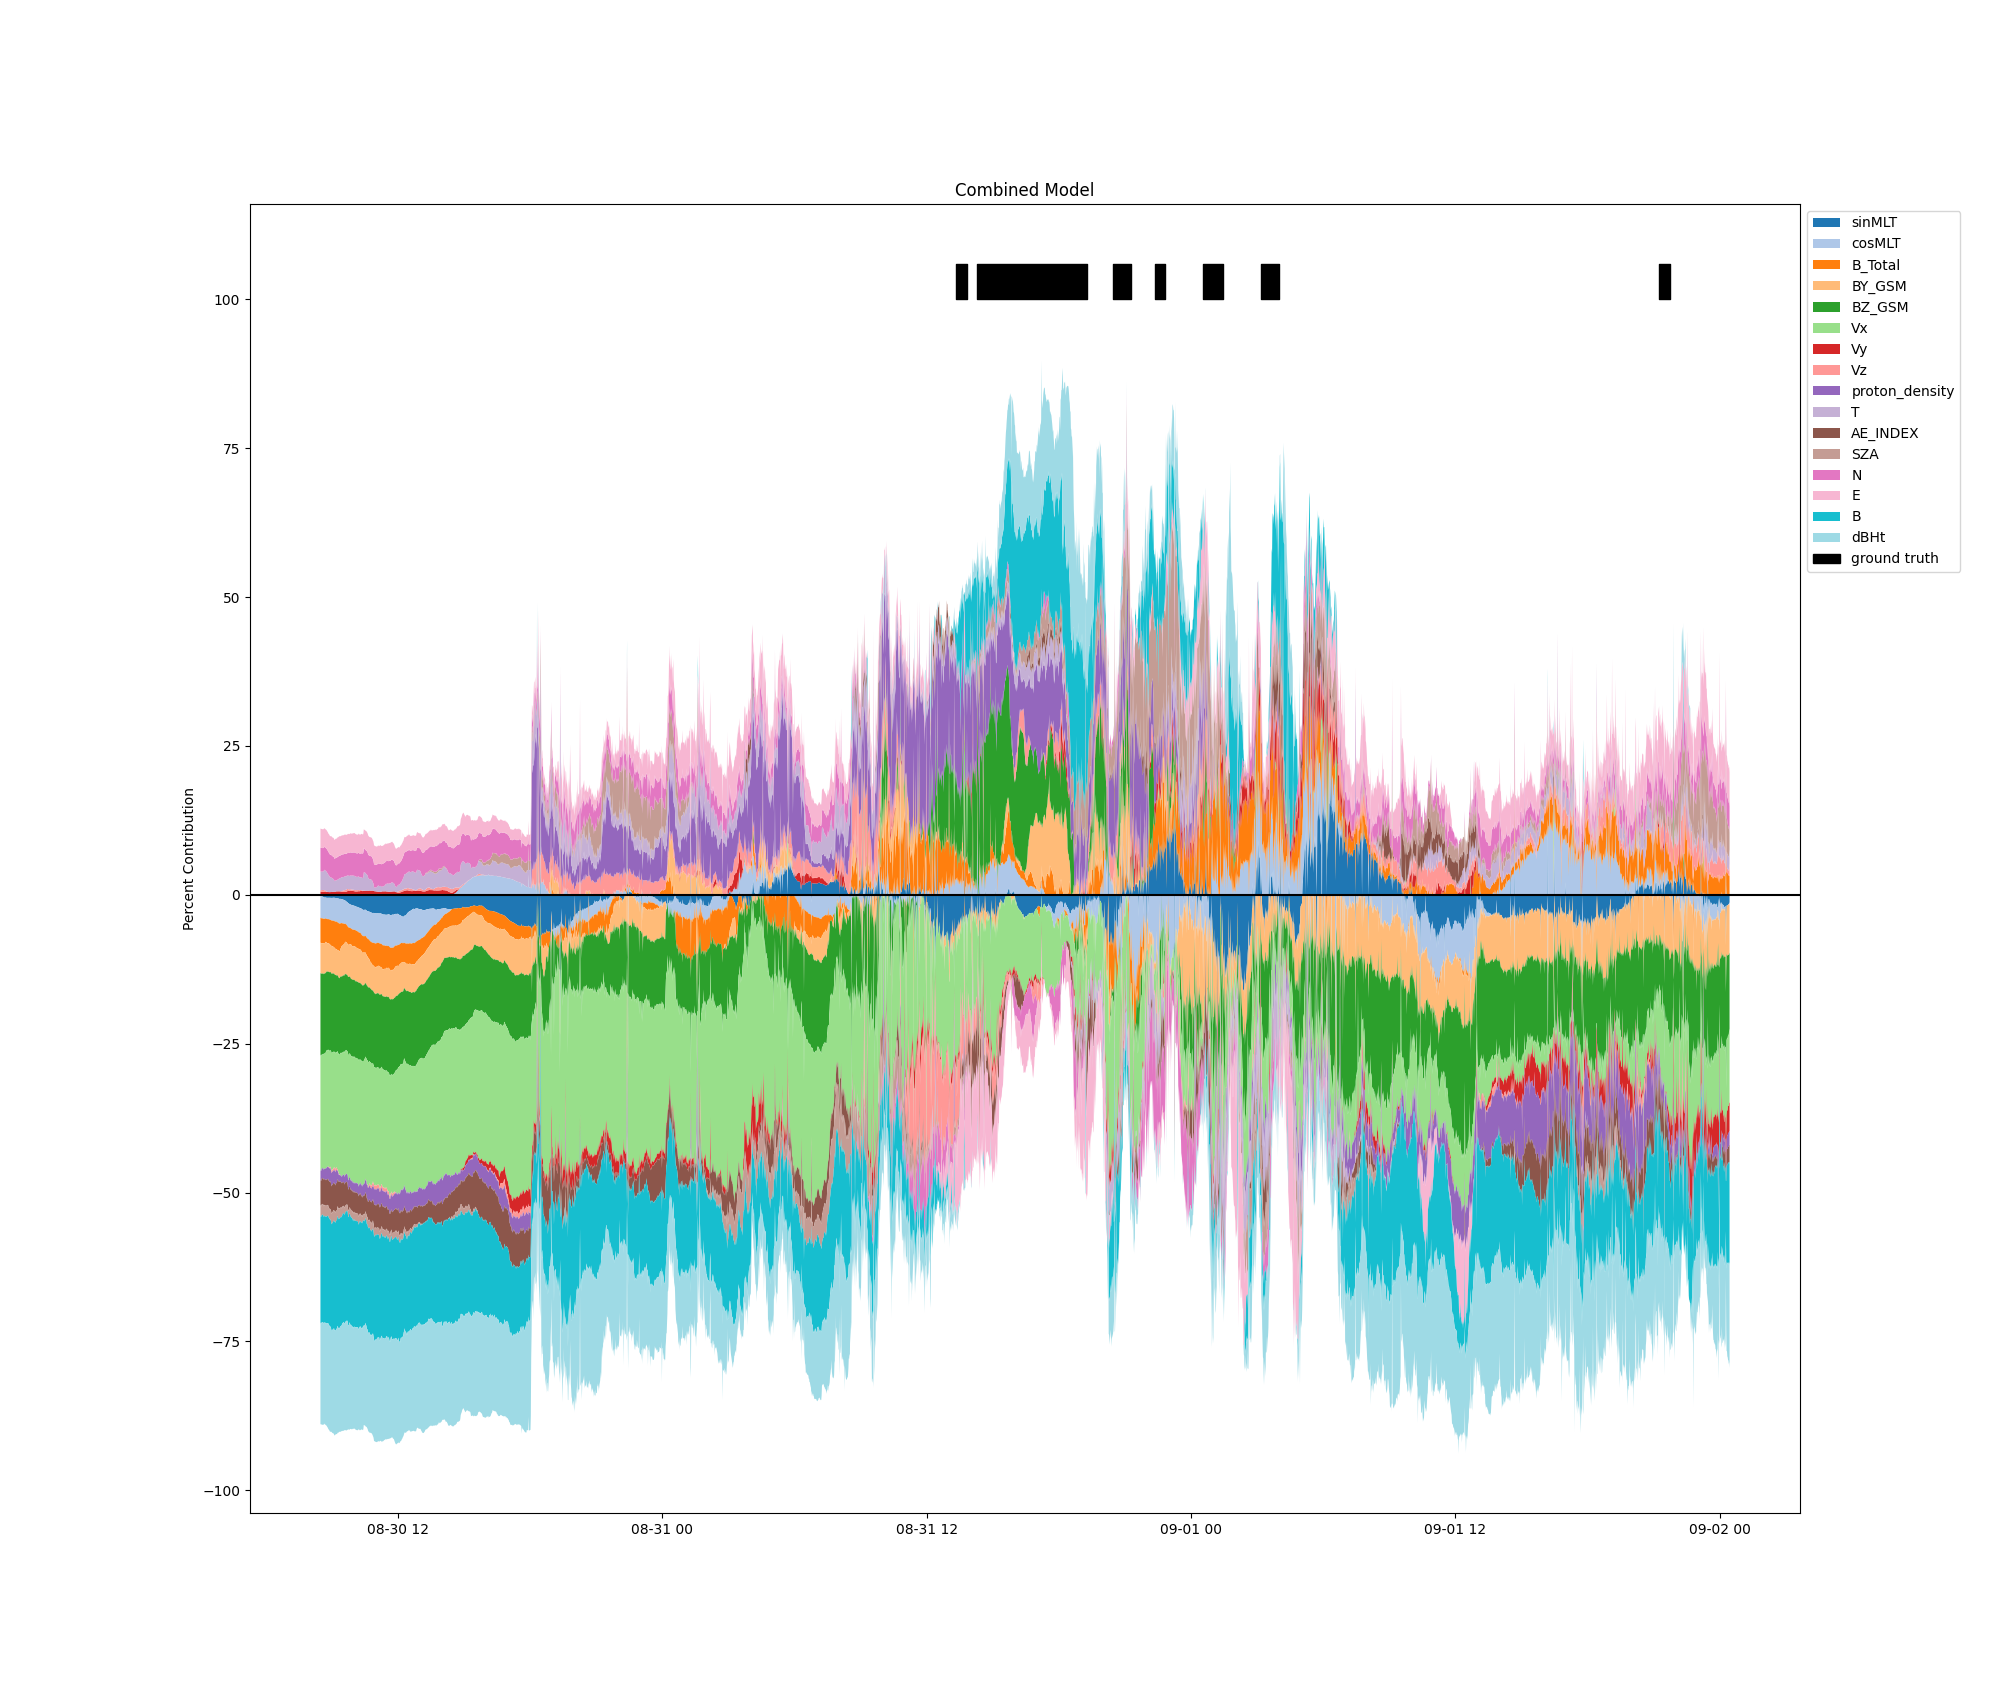 Combined Model
Percent Contribution
100
75
50
25
0
−25
−50
−75
−100
08-30 12
08-31 00
08-31 12
09-01 00
09-01 12
09-02 00
sinMLT
cosMLT
B_Total
BY_GSM
BZ_GSM
Vx
Vy
Vz
proton_density
T
AE_INDEX
SZA
N
E
B
dBHt
ground truth